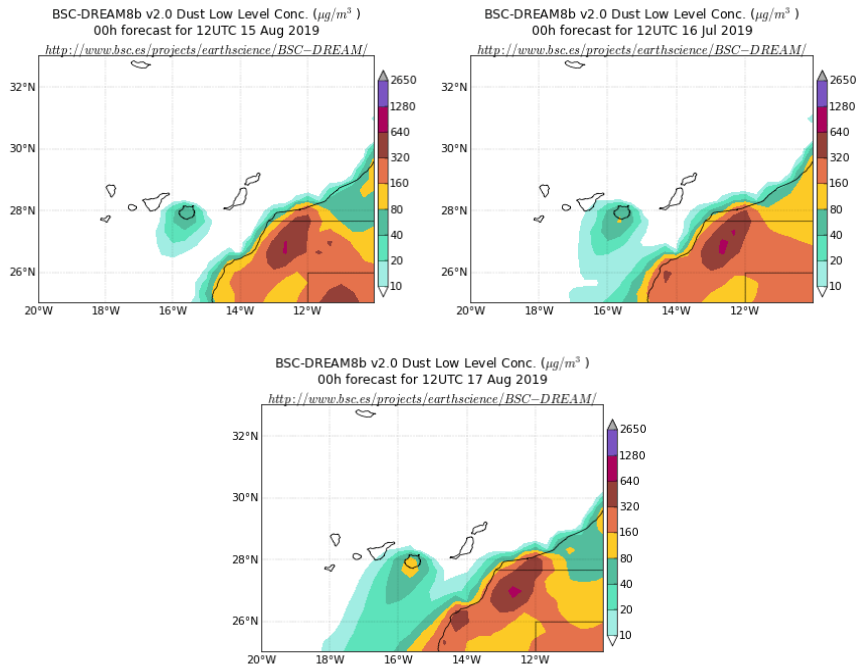 BSC-DREAM8b v2.0 Dust Low Level Conc. (μg/m³ )
00h forecast for 12UTC 15 Aug 2019
http://www.bsc.es/projects/earthscience/BSC−DREAM/
32°N
30°N
28°N
26°N
20°W 18°W 16°W 14°W 12°W
2650
1280
640
320
160
80
40
20
10
BSC-DREAM8b v2.0 Dust Low Level Conc. (μg/m³ )
00h forecast for 12UTC 16 Jul 2019
http://www.bsc.es/projects/earthscience/BSC−DREAM/
32°N
30°N
28°N
26°N
20°W 18°W 16°W 14°W 12°W
2650
1280
640
320
160
80
40
20
10
BSC-DREAM8b v2.0 Dust Low Level Conc. (μg/m³ )
00h forecast for 12UTC 17 Aug 2019
http://www.bsc.es/projects/earthscience/BSC−DREAM/
32°N
30°N
28°N
26°N
20°W 18°W 16°W 14°W 12°W
2650
1280
640
320
160
80
40
20
10